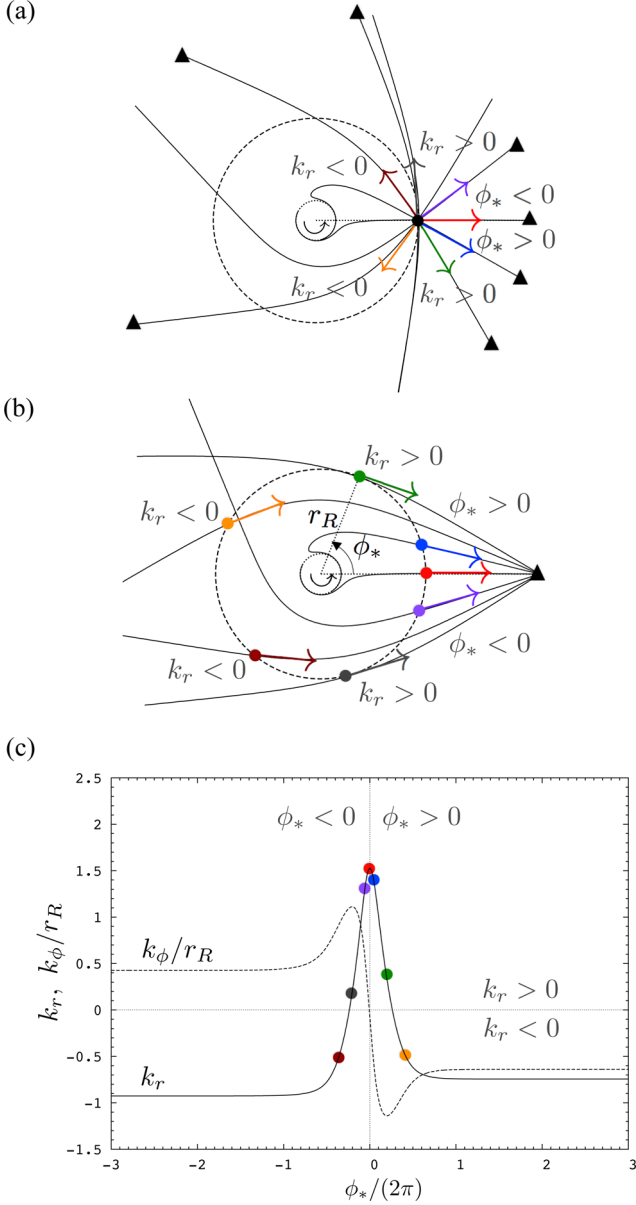 (a)
k_r > 0
k_r < 0
ϕ_* < 0
ϕ_* > 0
k_r < 0
k_r > 0
(b)
k_r > 0
k_r < 0
r_R
ϕ_*
ϕ_* > 0
ϕ_* < 0
k_r < 0
k_r > 0
(c)
2.5
ϕ_* < 0 ϕ_* > 0
2
1.5
1
k_ϕ/r_R
0.5
k_r > 0
0
k_r < 0
-0.5
k_r
-1
-1.5
k_r, k_ϕ/r_R
-3 -2 -1 0 1 2 3
ϕ_*/(2π)